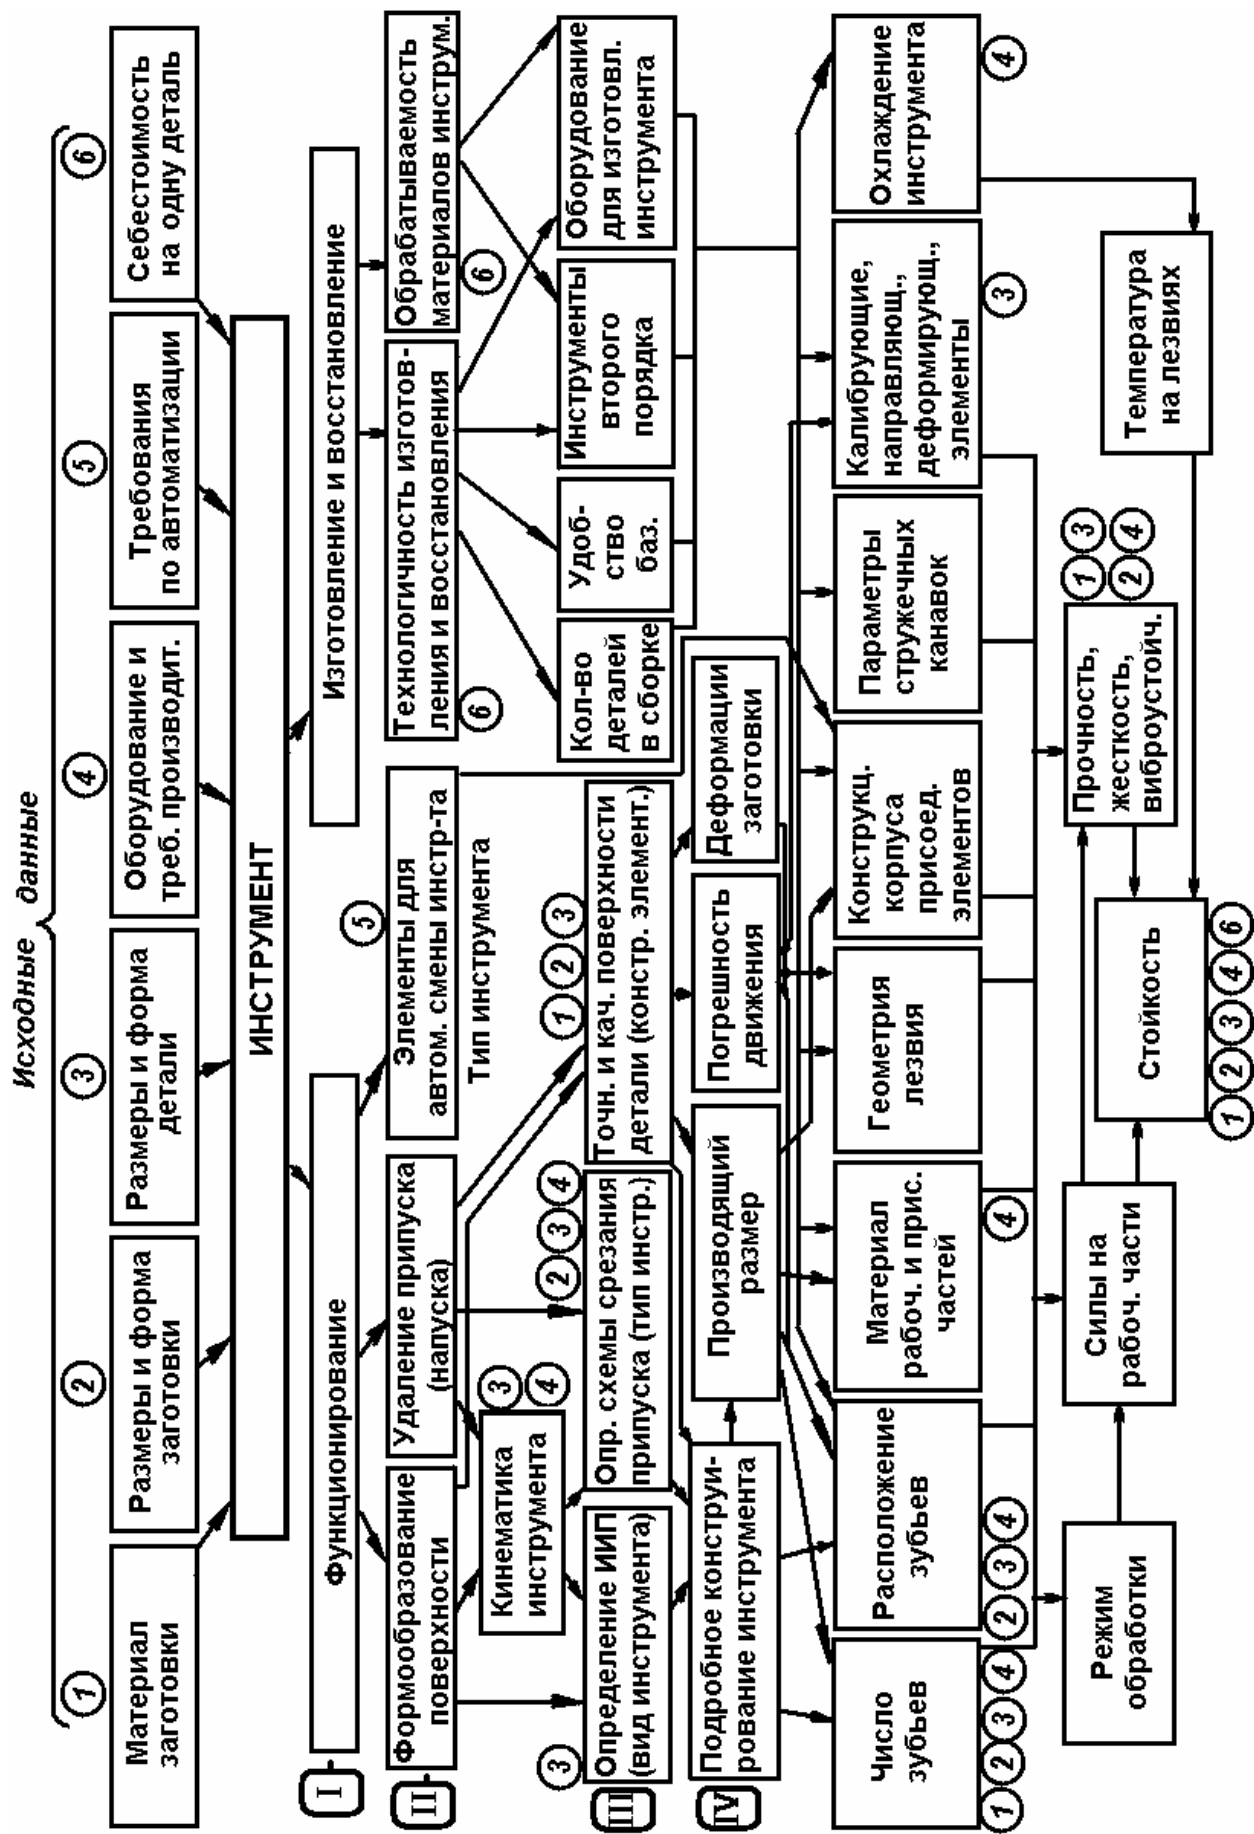 Исходные данные
1
2
3
4
5
6
Материал
заготовки
Размеры и форма
заготовки
Размеры и форма
детали
Оборудование и
треб. производит.
Требования
по автоматизации
Себестоимость
на одну деталь
ИНСТРУМЕНТ
I
Функционирование
Изготовление и восстановление
II
Формообразование
поверхности
Удаление припуска
(напуска)
5
Элементы для
автом. смены инстр-та
Тип инструмента
Технологичность изготов-
ления и восстановления
6
Обрабатываемость
материалов инструм.
6
Кинематика
инструмента
3
4
III
3
Определение ИИП
(вид инструмента)
2 3 4
Опр. схемы срезания
припуска (тип инстр.)
1 2 3
Точн. и кач. поверхности
детали (констр. элемент.)
Кол-во
деталей
в сборке
Удоб-
ство
баз.
Инструменты
второго
порядка
Оборудование
для изготовл.
инструмента
IV
Подробное конструи-
рование инструмента
Производящий
размер
Погрешность
движения
Деформации
заготовки
Число
зубьев
1 2 3 4
Расположение
зубьев
2 3 4
Материал
рабоч. и прис.
частей
4
Геометрия
лезвия
Конструкц.
корпуса
присоед.
элементов
Параметры
стружечных
канавок
Калибрующие,
направляющ.,
деформирующ.,
элементы
3
Охлаждение
инструмента
4
Режим
обработки
Силы на
рабоч. части
Стойкость
1 2 3 4 6
Прочность,
жесткость,
виброустойч.
1 3
2 4
Температура
на лезвиях